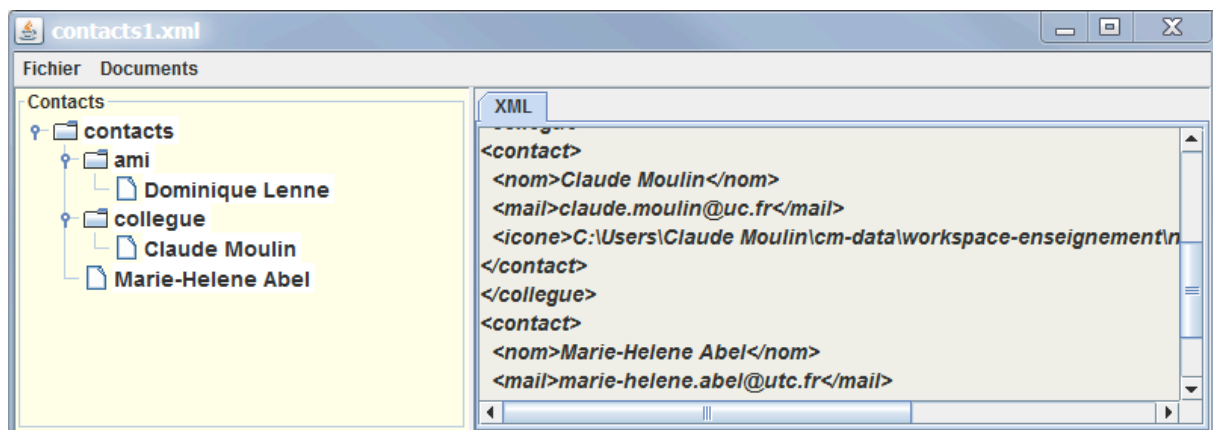 contacts1.xml
Fichier Documents
Contacts
contacts
ami
Dominique Lenne
collegue
Claude Moulin
Marie-Helene Abel
XML
<contact>
<nom>Claude Moulin</nom>
<mail>claude.moulin@uc.fr</mail>
<icone>C:\Users\Claude Moulin\cm-data\workspace-enseignement\n
</contact>
</collegue>
<contact>
<nom>Marie-Helene Abel</nom>
<mail>marie-helene.abel@utc.fr</mail>